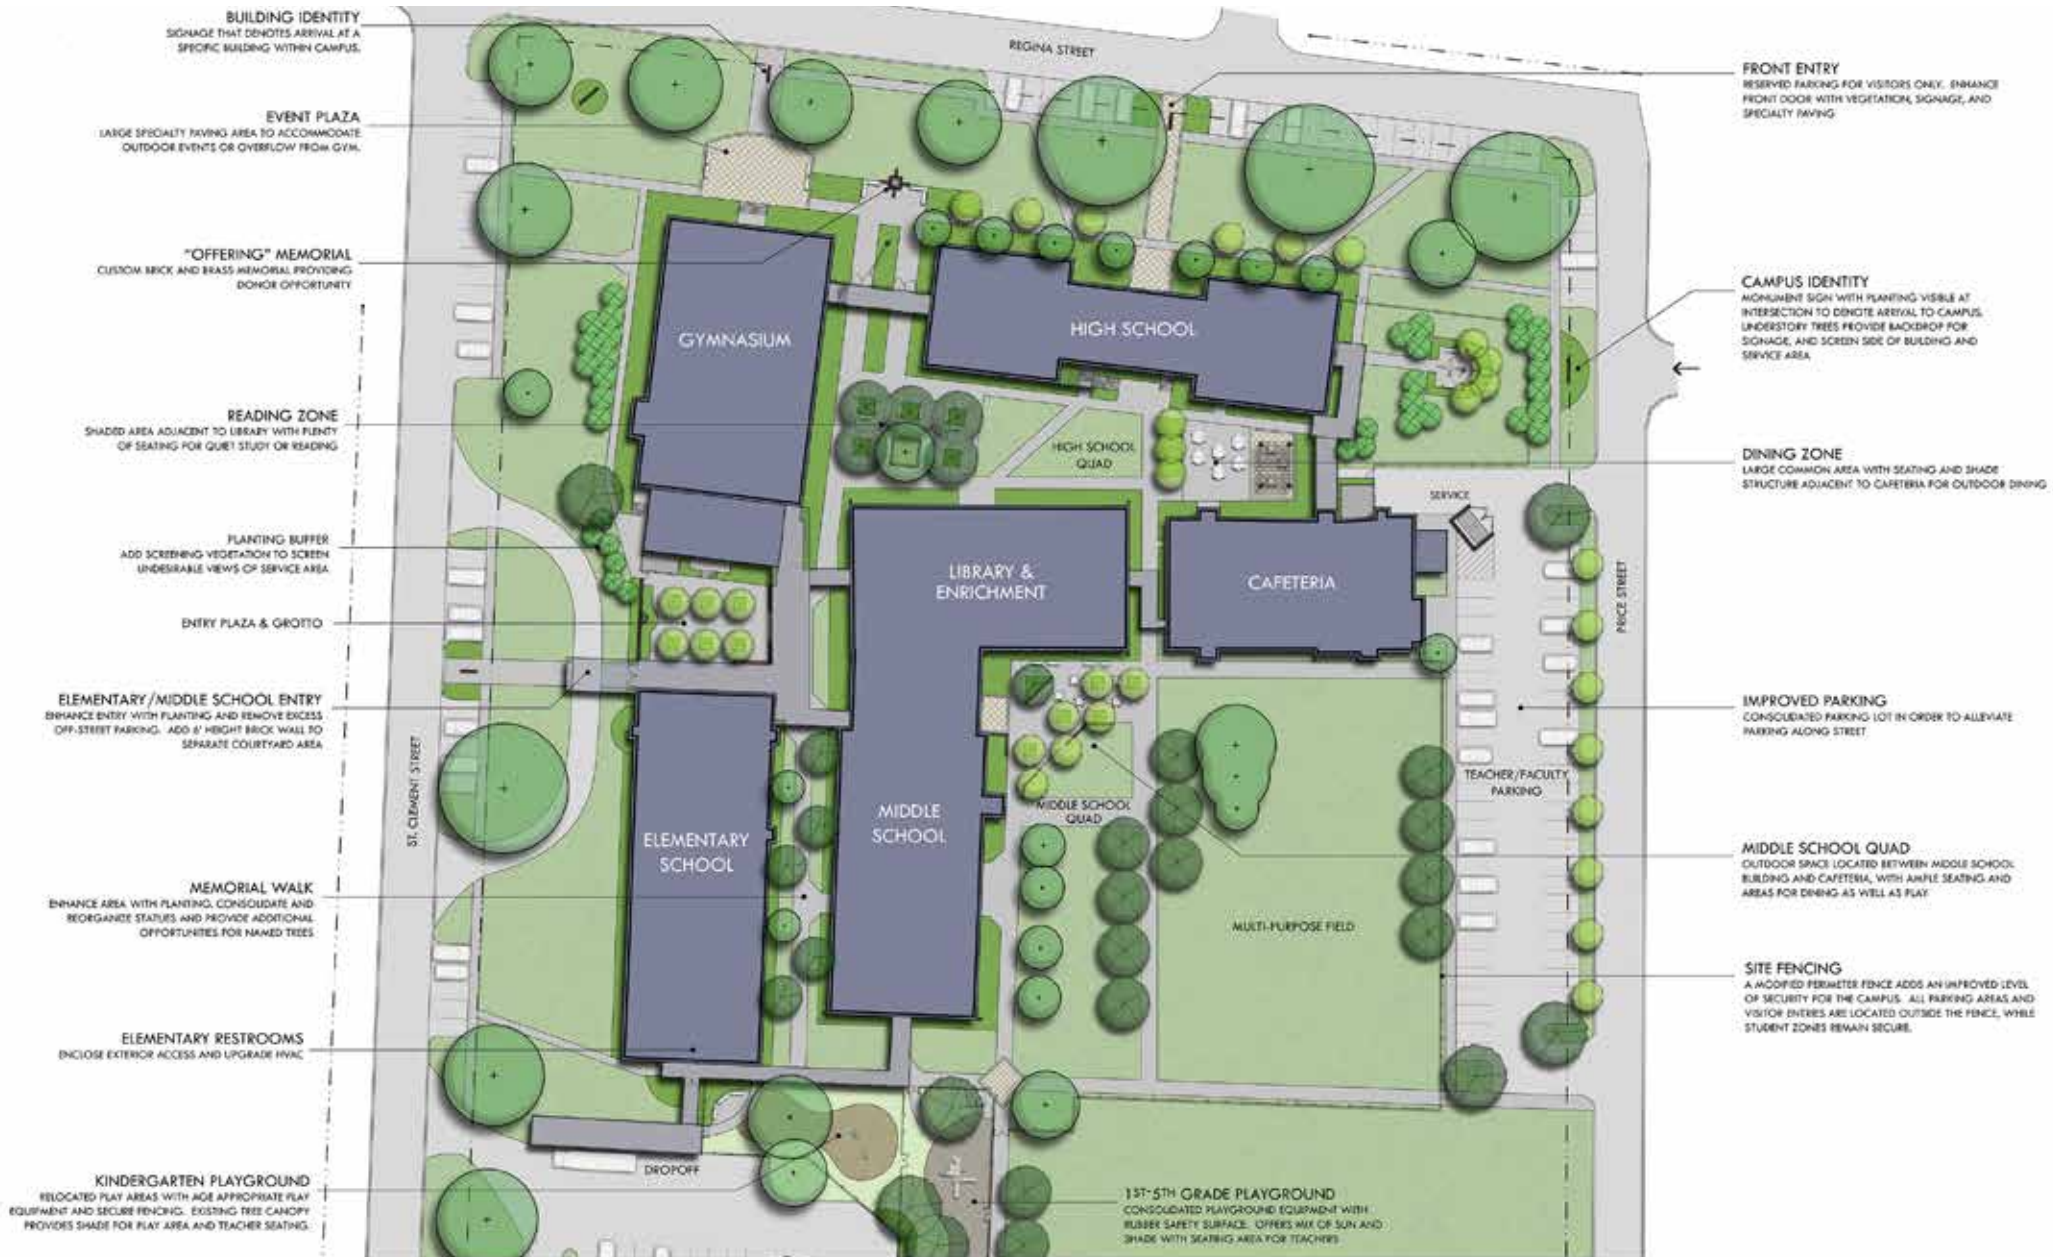 BUILDING IDENTITY
SIGNAGE THAT DENOTES ARRIVAL AT A
SPECIFIC BUILDING WITHIN CAMPUS.
EVENT PLAZA
LARGE SPECIALTY PAVING AREA TO ACCOMMODATE
OUTDOOR EVENTS OR OVERFLOW FROM GYM.
"OFFERING" MEMORIAL
CUSTOM BRICK AND BRASS MEMORIAL PROVIDING
DONOR OPPORTUNITY
READING ZONE
SHADED AREA ADJACENT TO LIBRARY WITH PLENTY
OF SEATING FOR QUIET STUDY OR READING
PLANTING BUFFER
ADD SCREENING VEGETATION TO SCREEN
UNDESIRABLE VIEWS OF SERVICE AREA
ENTRY PLAZA & GROTTO
ELEMENTARY/MIDDLE SCHOOL ENTRY
ENHANCE ENTRY WITH PLANTING AND REMOVE EXCESS
OFF-STREET PARKING. ADD 6' HEIGHT BRICK WALL TO
SEPARATE COURTYARD AREA
MEMORIAL WALK
ENHANCE AREA WITH PLANTING, CONSOLIDATE AND
REORGANIZE STATUES AND PROVIDE ADDITIONAL
OPPORTUNITIES FOR NAMED TREES
ELEMENTARY RESTROOMS
ENCLOSE EXTERIOR ACCESS AND UPGRADE HVAC
KINDERGARTEN PLAYGROUND
RELOCATED PLAY AREAS WITH AGE APPROPRIATE PLAY
EQUIPMENT AND SECURE FENCING. EXISTING TREE CANOPY
PROVIDES SHADE FOR PLAY AREA AND TEACHER SEATING.
REGINA STREET
ST. CLEMENT STREET
GYMNASIUM
HIGH SCHOOL
HIGH SCHOOL
QUAD
LIBRARY &
ENRICHMENT
CAFETERIA
SERVICE
PRICE STREET
ELEMENTARY
SCHOOL
MIDDLE
SCHOOL
MIDDLE SCHOOL
QUAD
TEACHER/FACULTY
PARKING
MULTI-PURPOSE FIELD
DROPOFF
1ST-5TH GRADE PLAYGROUND
CONSOLIDATED PLAYGROUND EQUIPMENT WITH
RUBBER SAFETY SURFACE. OFFERS MIX OF SUN AND
SHADE WITH SEATING AREA FOR TEACHERS
FRONT ENTRY
RESERVED PARKING FOR VISITORS ONLY. ENHANCE
FRONT DOOR WITH VEGETATION, SIGNAGE, AND
SPECIALTY PAVING
CAMPUS IDENTITY
MONUMENT SIGN WITH PLANTING VISIBLE AT
INTERSECTION TO DENOTE ARRIVAL TO CAMPUS.
UNDERSTORY TREES PROVIDE BACKDROP FOR
SIGNAGE, AND SCREEN SIDE OF BUILDING AND
SERVICE AREA
DINING ZONE
LARGE COMMON AREA WITH SEATING AND SHADE
STRUCTURE ADJACENT TO CAFETERIA FOR OUTDOOR DINING
IMPROVED PARKING
CONSOLIDATED PARKING LOT IN ORDER TO ALLEVIATE
PARKING ALONG STREET
MIDDLE SCHOOL QUAD
OUTDOOR SPACE LOCATED BETWEEN MIDDLE SCHOOL
BUILDING AND CAFETERIA, WITH AMPLE SEATING AND
AREAS FOR DINING AS WELL AS PLAY
SITE FENCING
A MODIFIED PERIMETER FENCE ADDS AN IMPROVED LEVEL
OF SECURITY FOR THE CAMPUS. ALL PARKING AREAS AND
VISITOR ENTRIES ARE LOCATED OUTSIDE THE FENCE, WHILE
STUDENT ZONES REMAIN SECURE.